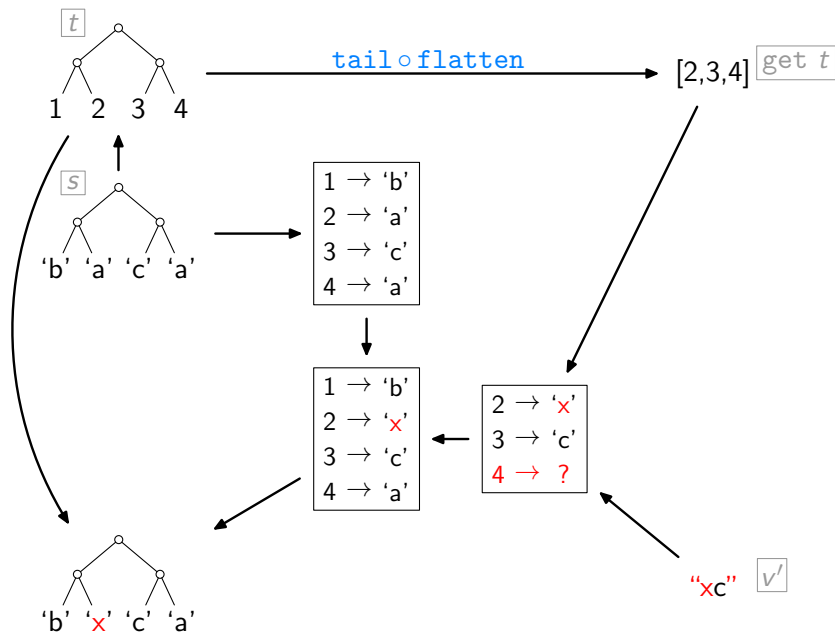 t
tail ∘ flatten
[2,3,4] get t
1 2 3 4
s
‘b’ ‘a’ ‘c’ ‘a’
1 → ‘b’
2 → ‘a’
3 → ‘c’
4 → ‘a’
1 → ‘b’
2 → ‘x’
3 → ‘c’
4 → ‘a’
2 → ‘x’
3 → ‘c’
4 → ?
“xc” v′
‘b’ ‘x’ ‘c’ ‘a’